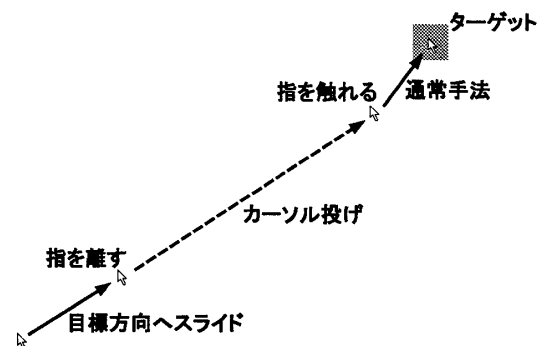 ターゲット
指を触れる
通常手法
カーソル投げ
指を離す
目標方向へスライド